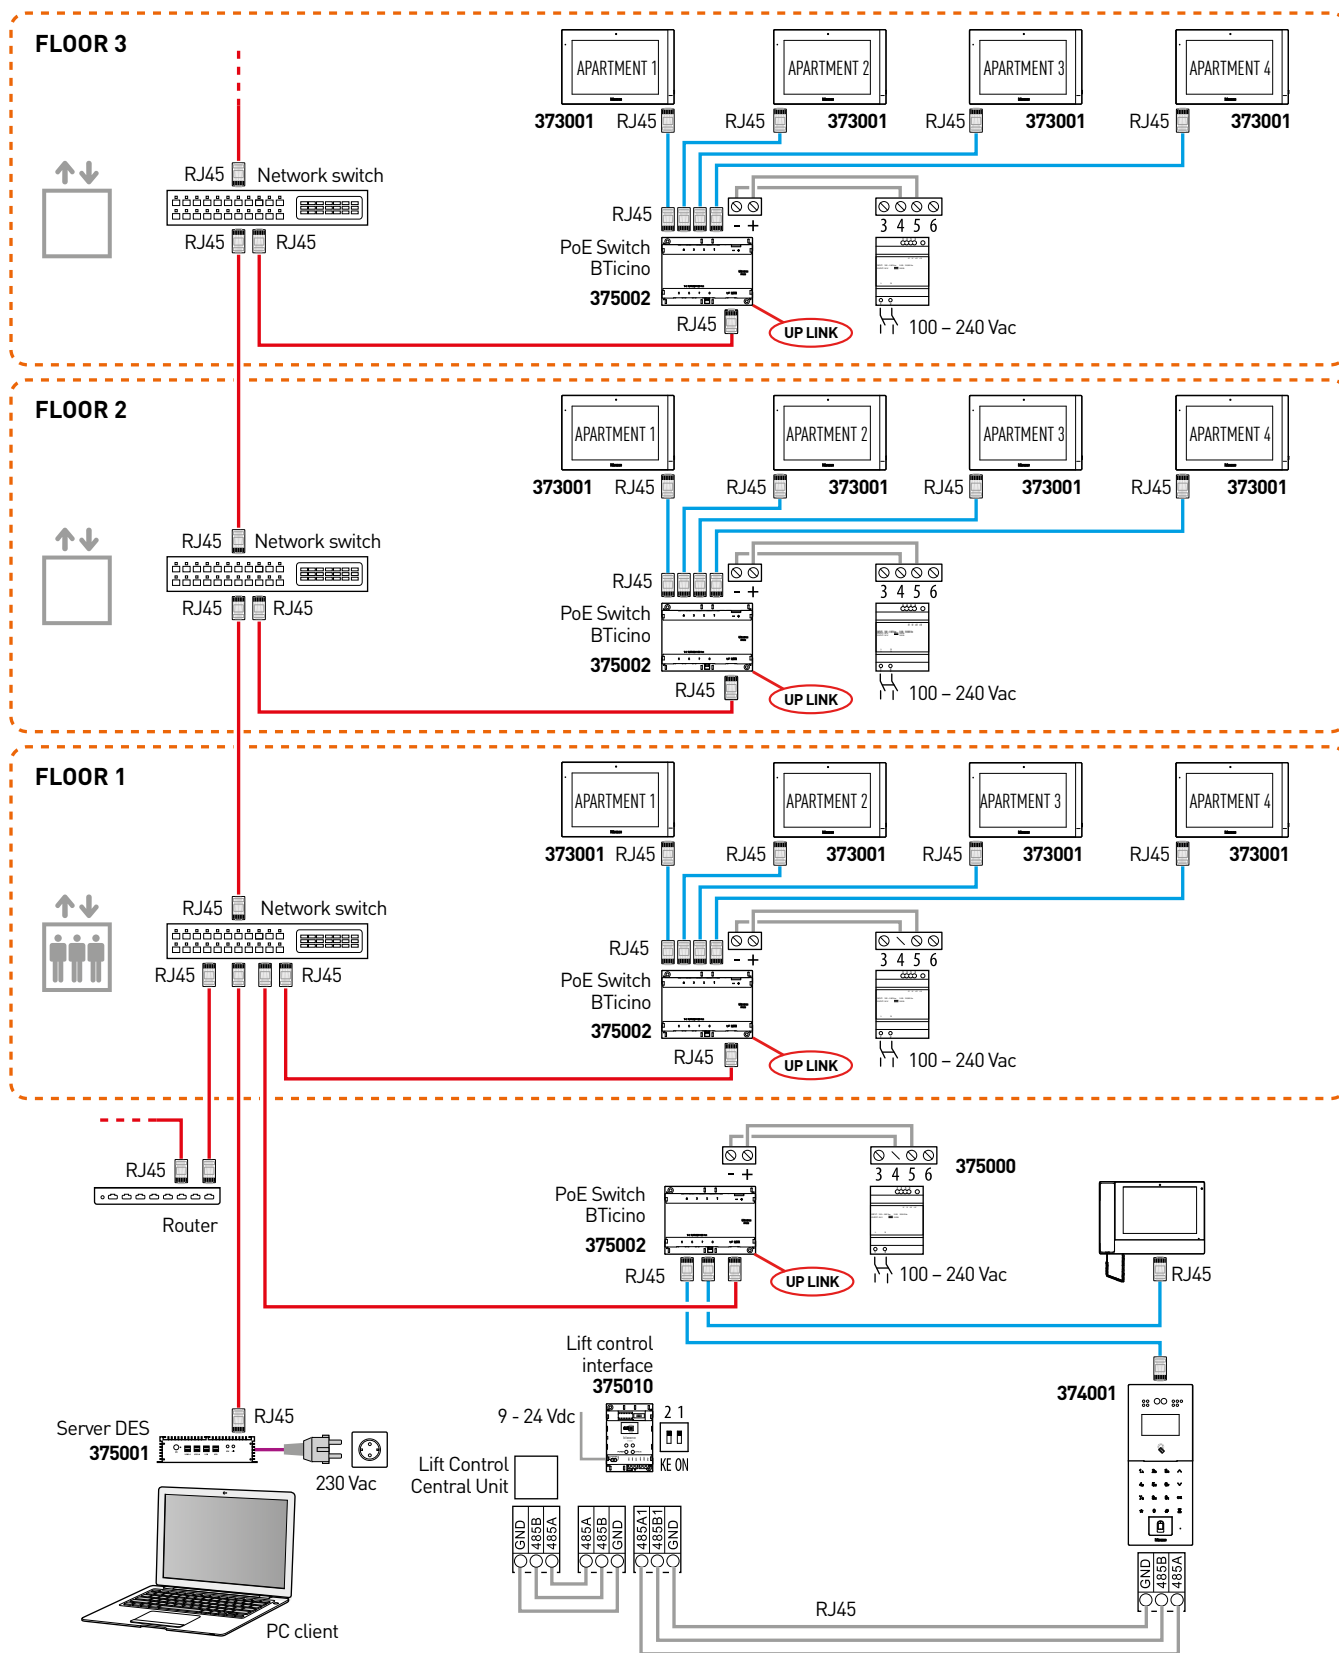 FLOOR 3
APARTMENT 1
APARTMENT 2
APARTMENT 3
APARTMENT 4
373001 RJ45
RJ45 373001
RJ45 373001
RJ45 373001
RJ45 Network switch
RJ45 RJ45
RJ45
- +
3 4 5 6
PoE Switch
BTicino
375002
RJ45
UP LINK
100 – 240 Vac
FLOOR 2
APARTMENT 1
APARTMENT 2
APARTMENT 3
APARTMENT 4
373001 RJ45
RJ45 373001
RJ45 373001
RJ45 373001
RJ45 Network switch
RJ45 RJ45
RJ45
- +
3 4 5 6
PoE Switch
BTicino
375002
RJ45
UP LINK
100 – 240 Vac
FLOOR 1
APARTMENT 1
APARTMENT 2
APARTMENT 3
APARTMENT 4
373001 RJ45
RJ45 373001
RJ45 373001
RJ45 373001
RJ45 Network switch
RJ45 RJ45
RJ45
- +
3 4 5 6
PoE Switch
BTicino
375002
RJ45
UP LINK
100 – 240 Vac
RJ45
Router
- +
3 4 5 6
375000
PoE Switch
BTicino
375002
RJ45
UP LINK
100 – 240 Vac
RJ45
Lift control
interface
375010
9 - 24 Vdc
2 1
KE ON
374001
RJ45
Server DES
375001
230 Vac
Lift Control
Central Unit
GND
485B
485A
485A
485B
GND
485A1
485B1
GND
GND
485B
485A
RJ45
PC client